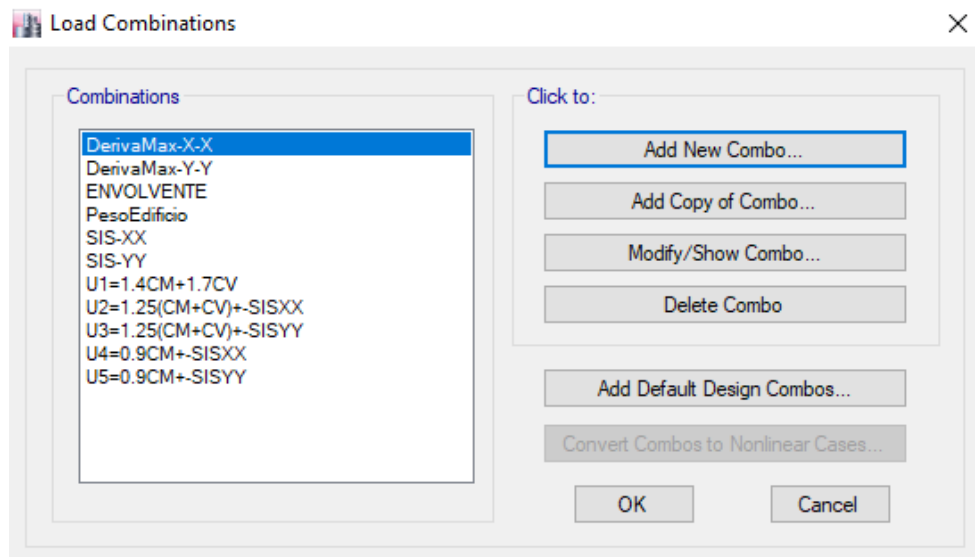 Load Combinations
Combinations
DerivaMax-X-X
DerivaMax-Y-Y
ENVOLVENTE
PesoEdificio
SIS-XX
SIS-YY
U1=1.4CM+1.7CV
U2=1.25(CM+CV)+-SISXX
U3=1.25(CM+CV)+-SISYY
U4=0.9CM+-SISXX
U5=0.9CM+-SISYY
Click to:
Add New Combo...
Add Copy of Combo...
Modify/Show Combo...
Delete Combo
Add Default Design Combos...
Convert Combos to Nonlinear Cases...
OK
Cancel